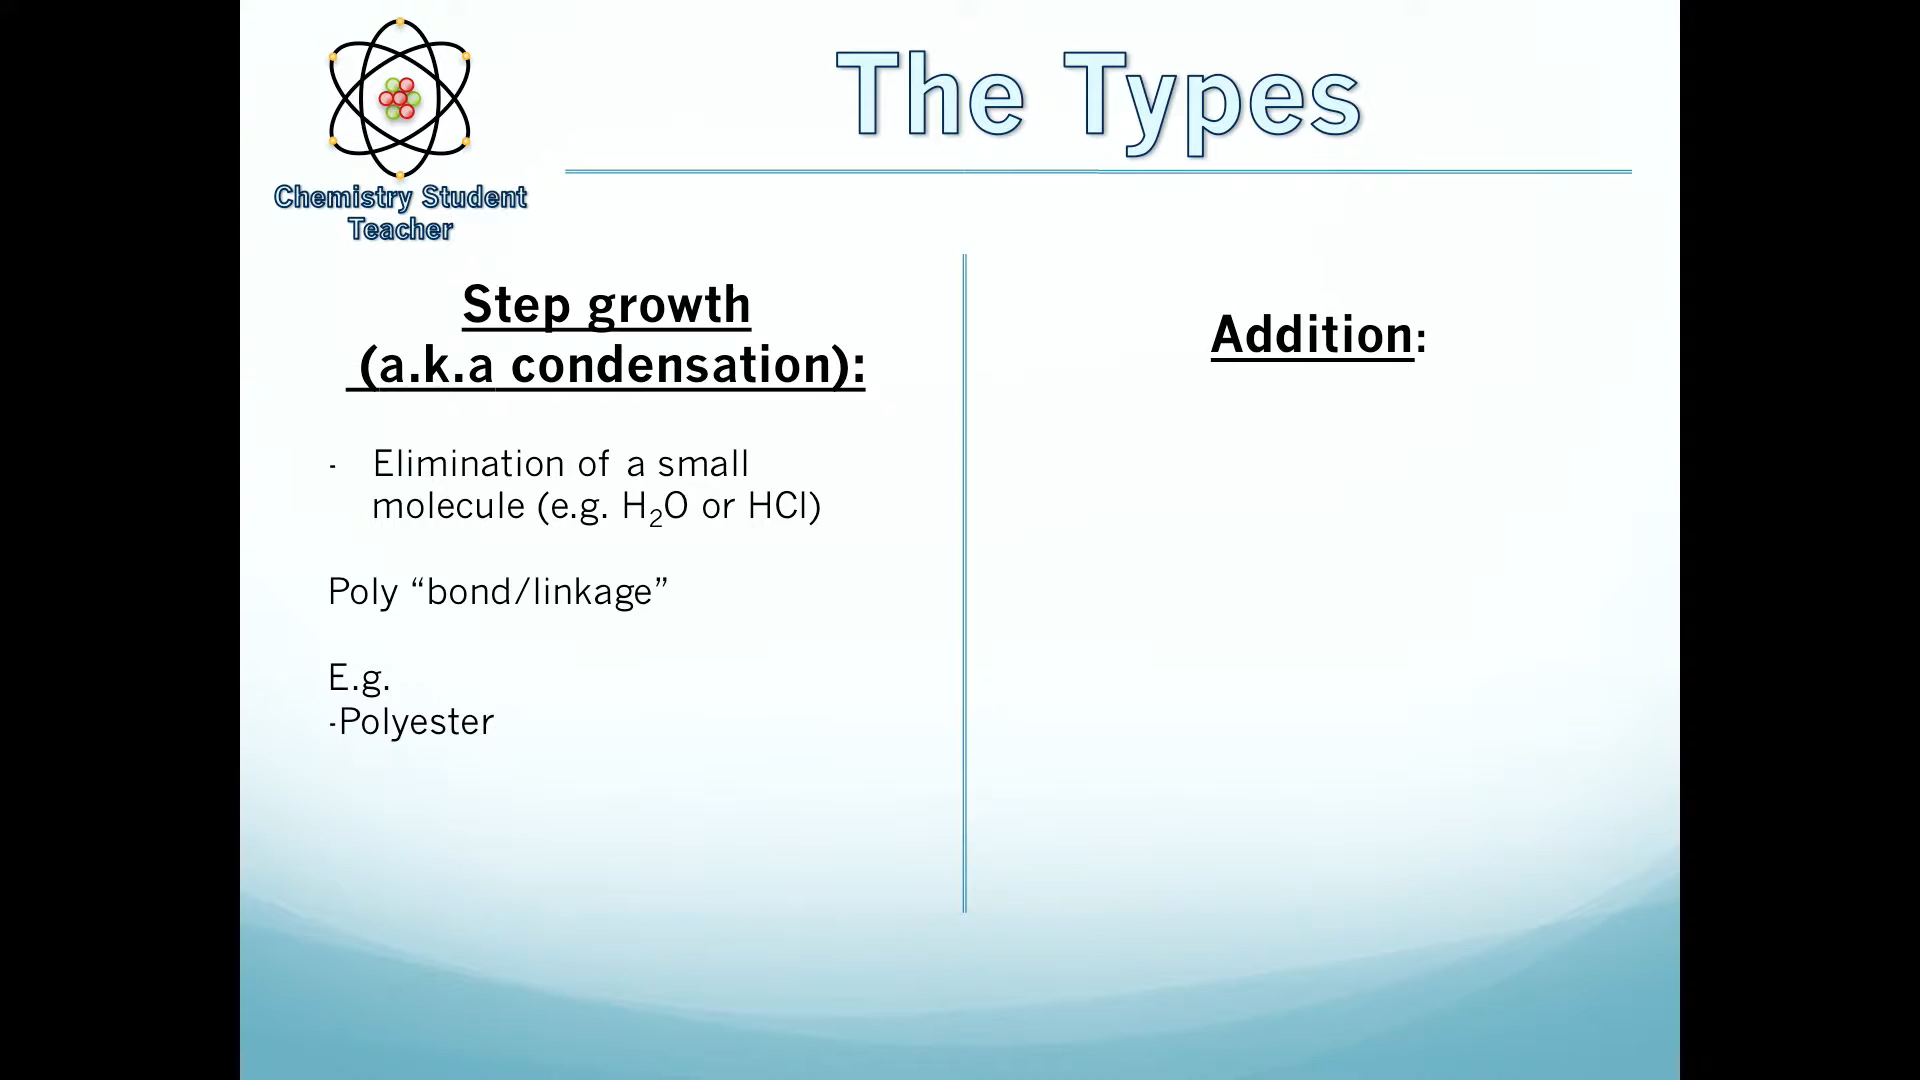 The Types
Chemistry Student
Teacher
Step growth
(a.k.a condensation):
- Elimination of a small
molecule (e.g. H₂O or HCl)
Poly “bond/linkage”
E.g.
-Polyester
Addition: